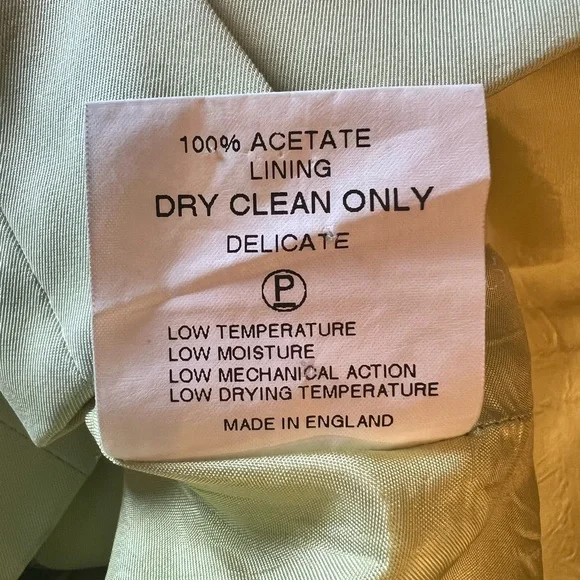 100% ACETATE
LINING
DRY CLEAN ONLY
DELICATE
P
LOW TEMPERATURE
LOW MOISTURE
LOW MECHANICAL ACTION
LOW DRYING TEMPERATURE
MADE IN ENGLAND